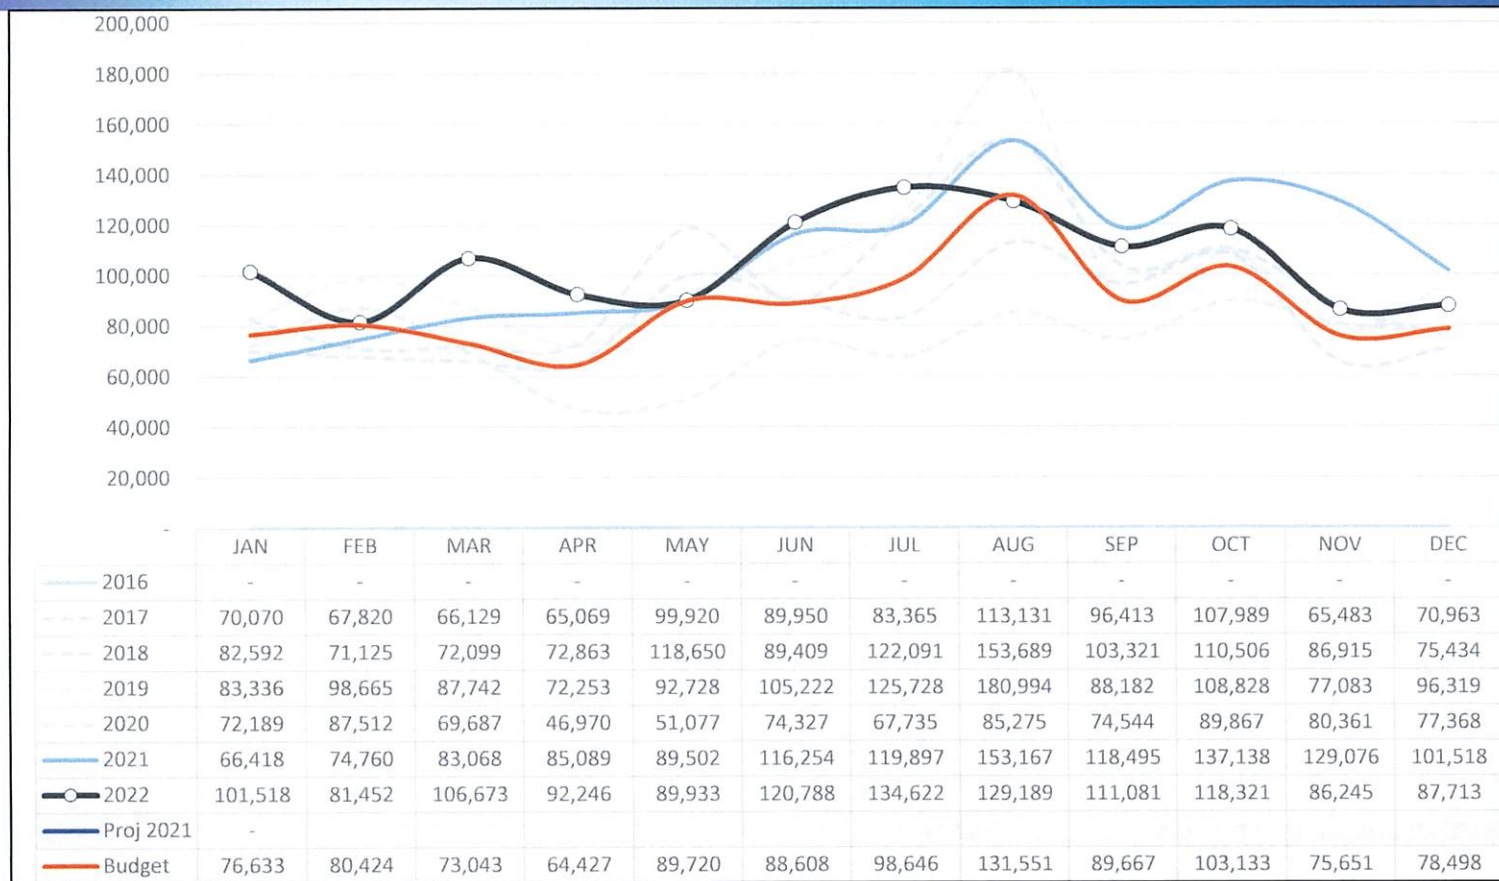 200,000
180,000
160,000
140,000
120,000
100,000
80,000
60,000
40,000
20,000
-
JAN FEB MAR APR MAY JUN JUL AUG SEP OCT NOV DEC
2016 - - - - - - - - - - - -
2017 70,070 67,820 66,129 65,069 99,920 89,950 83,365 113,131 96,413 107,989 65,483 70,963
2018 82,592 71,125 72,099 72,863 118,650 89,409 122,091 153,689 103,321 110,506 86,915 75,434
2019 83,336 98,665 87,742 72,253 92,728 105,222 125,728 180,994 88,182 108,828 77,083 96,319
2020 72,189 87,512 69,687 46,970 51,077 74,327 67,735 85,275 74,544 89,867 80,361 77,368
2021 66,418 74,760 83,068 85,089 89,502 116,254 119,897 153,167 118,495 137,138 129,076 101,518
2022 101,518 81,452 106,673 92,246 89,933 120,788 134,622 129,189 111,081 118,321 86,245 87,713
Proj 2021 -
Budget 76,633 80,424 73,043 64,427 89,720 88,608 98,646 131,551 89,667 103,133 75,651 78,498